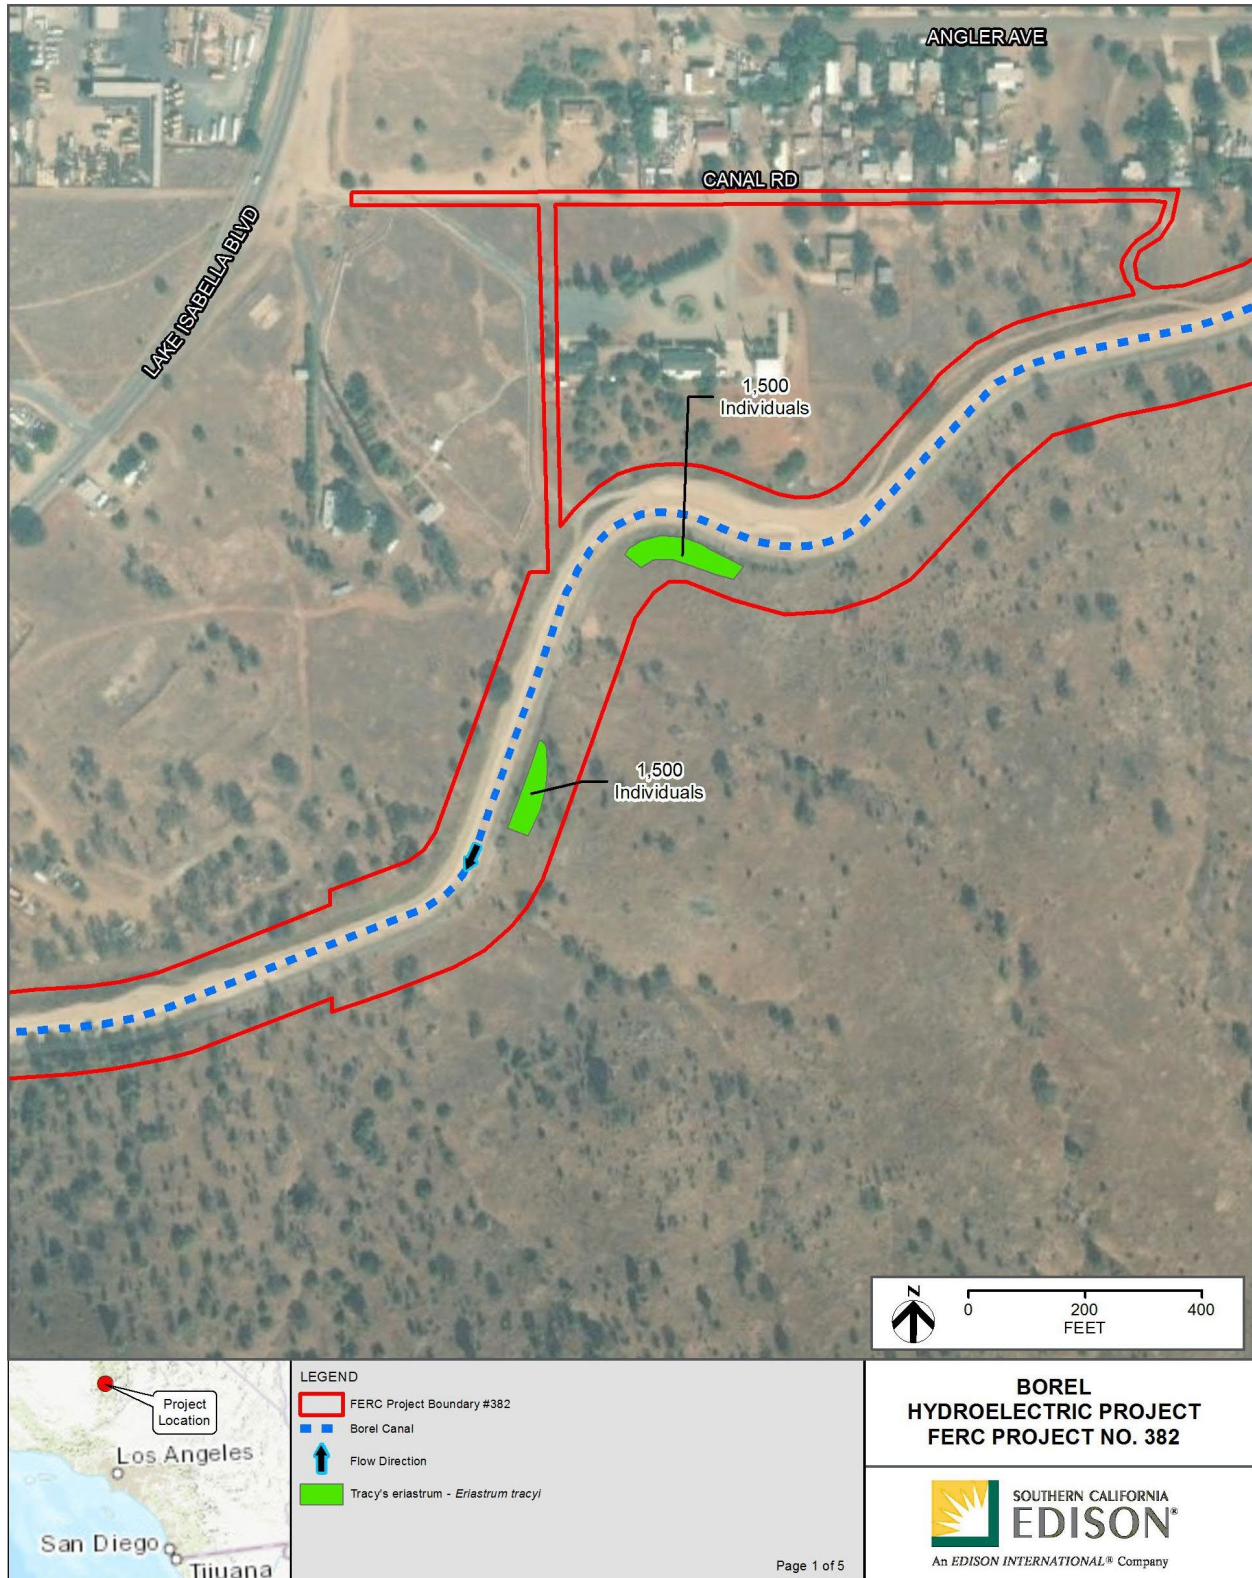 ANGLER AVE
CANAL RD
LAKE ISABELLA BLVD
1,500
Individuals
1,500
Individuals
N
0 200 400
FEET
Project
Location
Los Angeles
San Diego
Tijuana
LEGEND
FERC Project Boundary #382
Borel Canal
Flow Direction
Tracy's eriastrum - Eriastrum tracyi
Page 1 of 5
BOREL
HYDROELECTRIC PROJECT
FERC PROJECT NO. 382
SOUTHERN CALIFORNIA
EDISON®
An EDISON INTERNATIONAL® Company